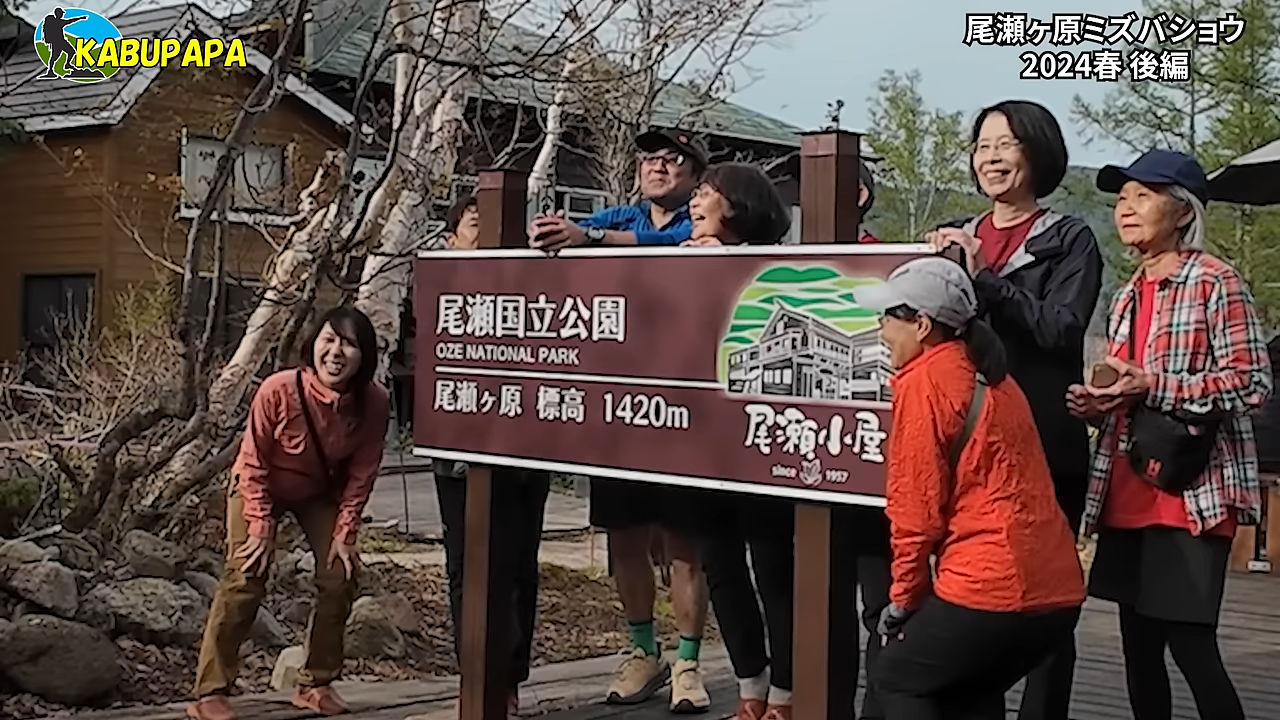 KABUPAPA
尾瀬ヶ原ミズバショウ
2024春 後編
尾瀬国立公園
OZE NATIONAL PARK
尾瀬ヶ原 標高 1420m
尾瀬小屋
since 1957